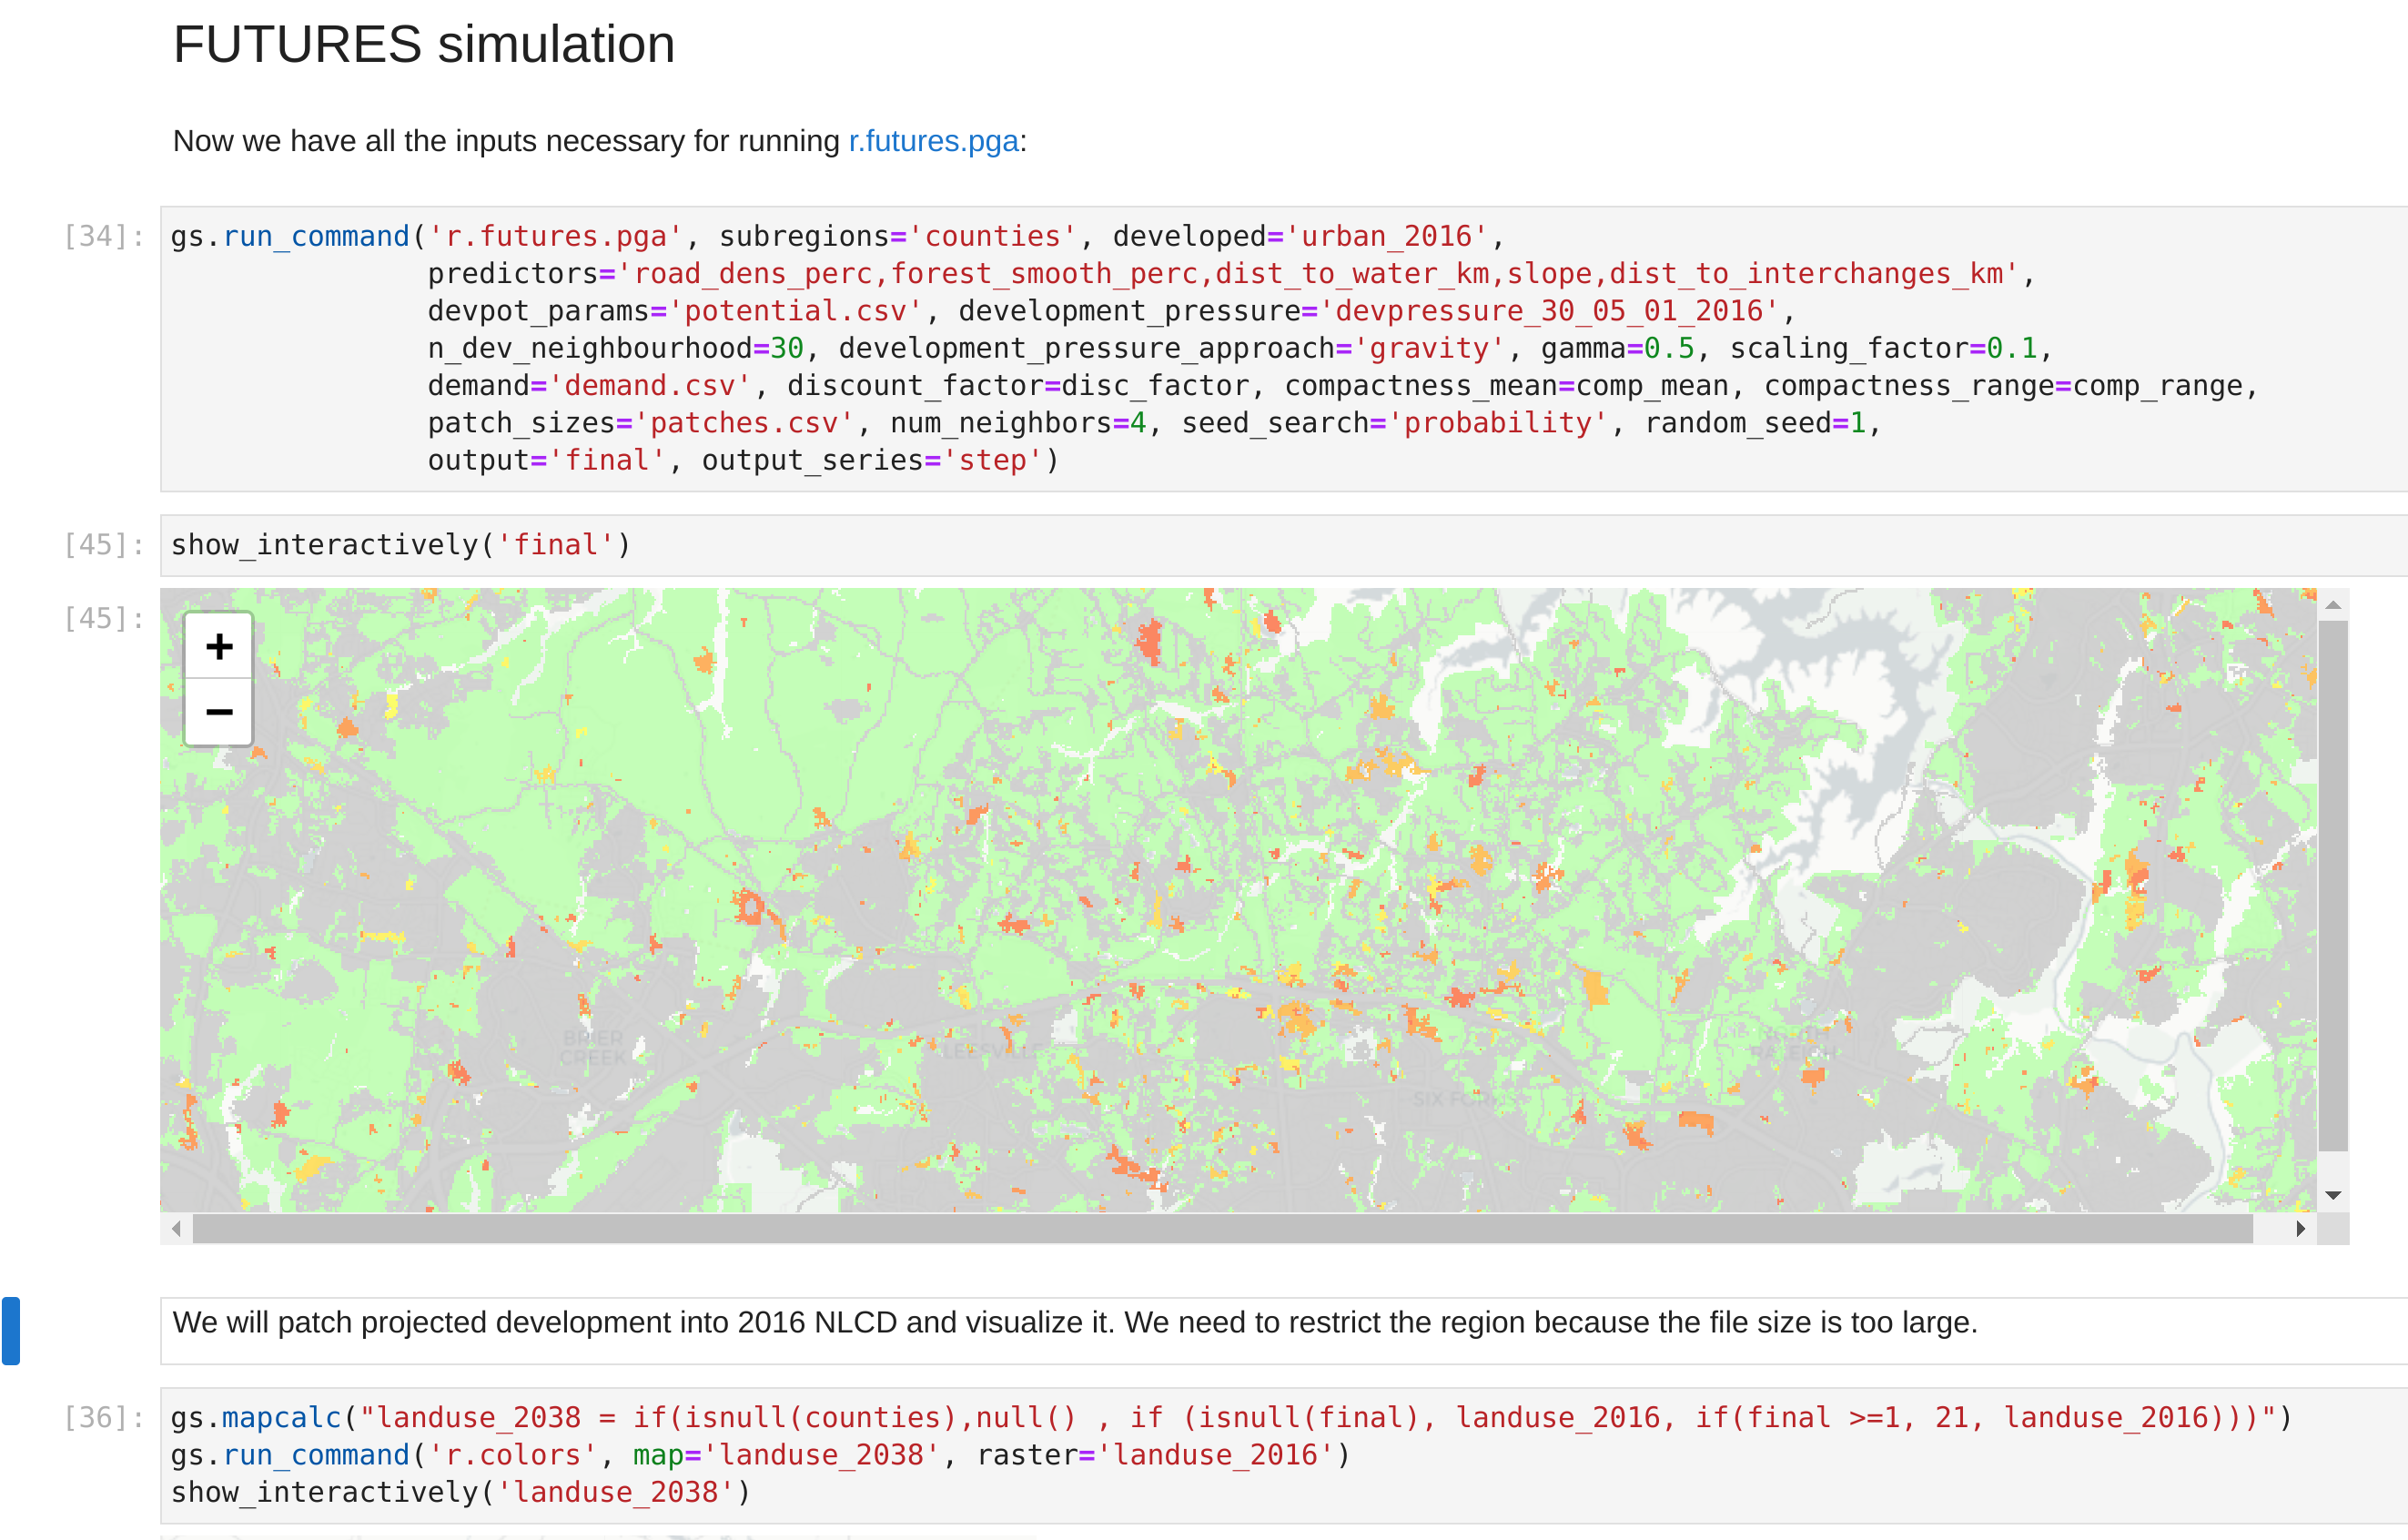 FUTURES simulation
Now we have all the inputs necessary for running r.futures.pga:
[34]: gs.run_command('r.futures.pga', subregions='counties', developed='urban_2016',
predictors='road_dens_perc,forest_smooth_perc,dist_to_water_km,slope,dist_to_interchanges_km',
devpot_params='potential.csv', development_pressure='devpressure_30_05_01_2016',
n_dev_neighbourhood=30, development_pressure_approach='gravity', gamma=0.5, scaling_factor=0.1,
demand='demand.csv', discount_factor=disc_factor, compactness_mean=comp_mean, compactness_range=comp_range,
patch_sizes='patches.csv', num_neighbors=4, seed_search='probability', random_seed=1,
output='final', output_series='step')
[45]: show_interactively('final')
[45]:
+
−
BRIER
CREEK
LEESVILLE
RALEIGH
SIX FORKS
We will patch projected development into 2016 NLCD and visualize it. We need to restrict the region because the file size is too large.
[36]: gs.mapcalc("landuse_2038 = if(isnull(counties),null() , if (isnull(final), landuse_2016, if(final >=1, 21, landuse_2016)))")
gs.run_command('r.colors', map='landuse_2038', raster='landuse_2016')
show_interactively('landuse_2038')